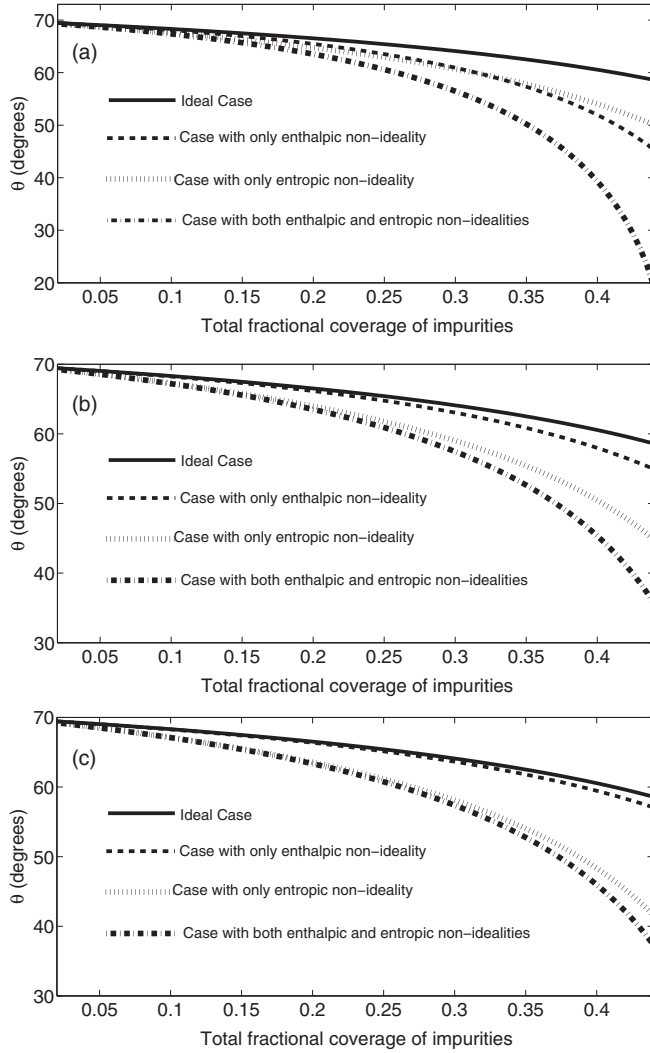 70
(a)
60
Ideal Case
50
Case with only enthalpic non-ideality
θ (degrees)
40
Case with only entropic non-ideality
30
Case with both enthalpic and entropic non-idealities
20
0.05 0.1 0.15 0.2 0.25 0.3 0.35 0.4
Total fractional coverage of impurities
70
(b)
60
Ideal Case
50
Case with only enthalpic non-ideality
θ (degrees)
Case with only entropic non-ideality
40
Case with both enthalpic and entropic non-idealities
30
0.05 0.1 0.15 0.2 0.25 0.3 0.35 0.4
Total fractional coverage of impurities
70
(c)
60
Ideal Case
50
Case with only enthalpic non-ideality
θ (degrees)
Case with only entropic non-ideality
40
Case with both enthalpic and entropic non-idealities
30
0.05 0.1 0.15 0.2 0.25 0.3 0.35 0.4
Total fractional coverage of impurities